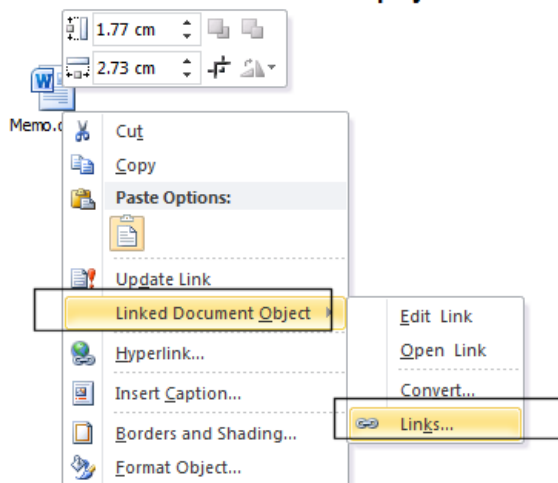 1.77 cm
2.73 cm
W
Cut
Copy
Paste Options:
Update Link
Linked Document Object
Edit Link
Hyperlink...
Open Link
Insert Caption...
Convert...
Borders and Shading...
Links...
Format Object...